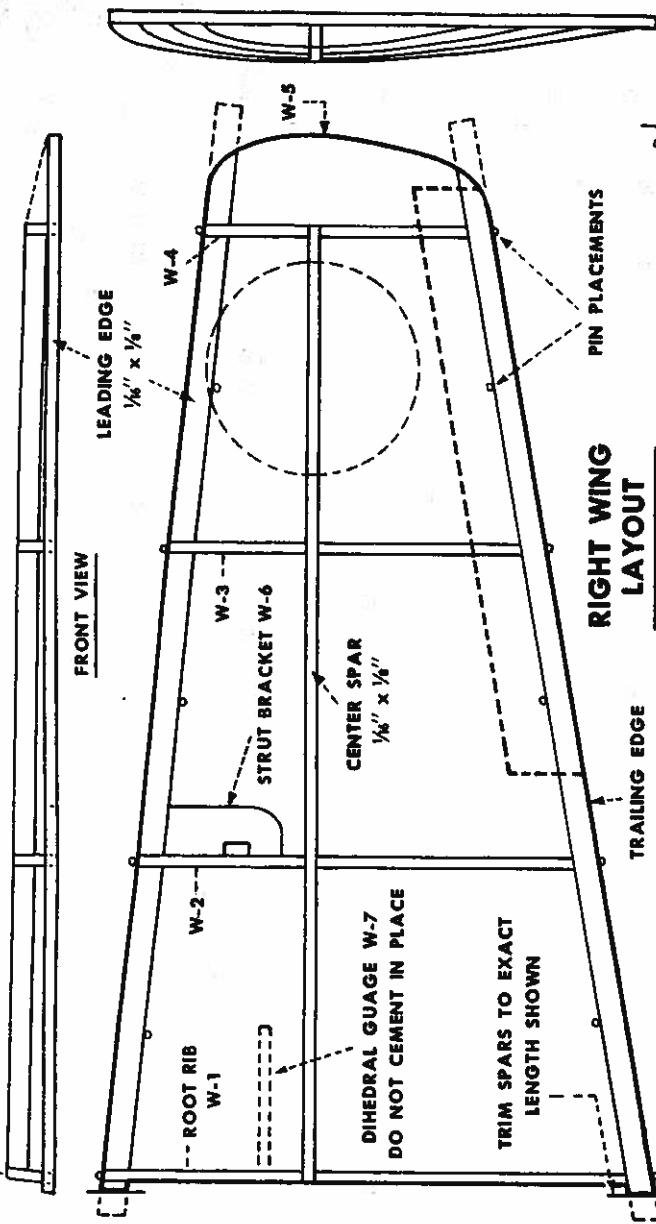 FRONT VIEW
LEADING EDGE
1/16" x 1/8"
W-5
W-4
W-3
STRUT BRACKET W-6
CENTER SPAR
1/16" x 1/8"
PIN PLACEMENTS
RIGHT WING
LAYOUT
W-2
TRAILING EDGE
ROOT RIB
W-1
DIHEDRAL GUAGE W-7
DO NOT CEMENT IN PLACE
TRIM SPARS TO EXACT
LENGTH SHOWN